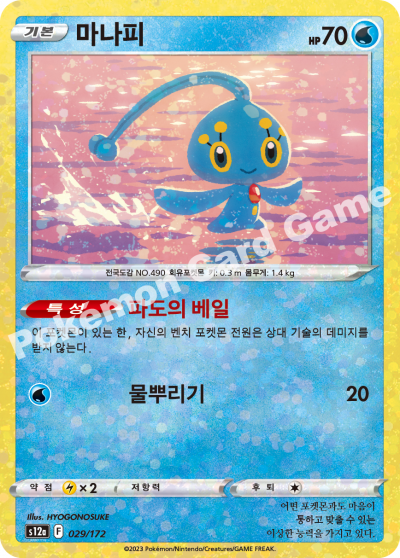 기본 마나피 HP 70
전국도감 NO.490 회유포켓몬 키: 0.3 m 몸무게: 1.4 kg
특성 파도의 베일
이 포켓몬이 있는 한, 자신의 벤치 포켓몬 전원은 상대 기술의 데미지를
받지 않는다.
물뿌리기 20
약점 ×2 저항력 후퇴
Illus. HYOGONOSUKE
s12a F 029/172
어떤 포켓몬과도 마음이
통하고 맞출 수 있는
이상한 능력을 가지고 있다.
©2023 Pokémon/Nintendo/Creatures/GAME FREAK.
Pokémon Card Game